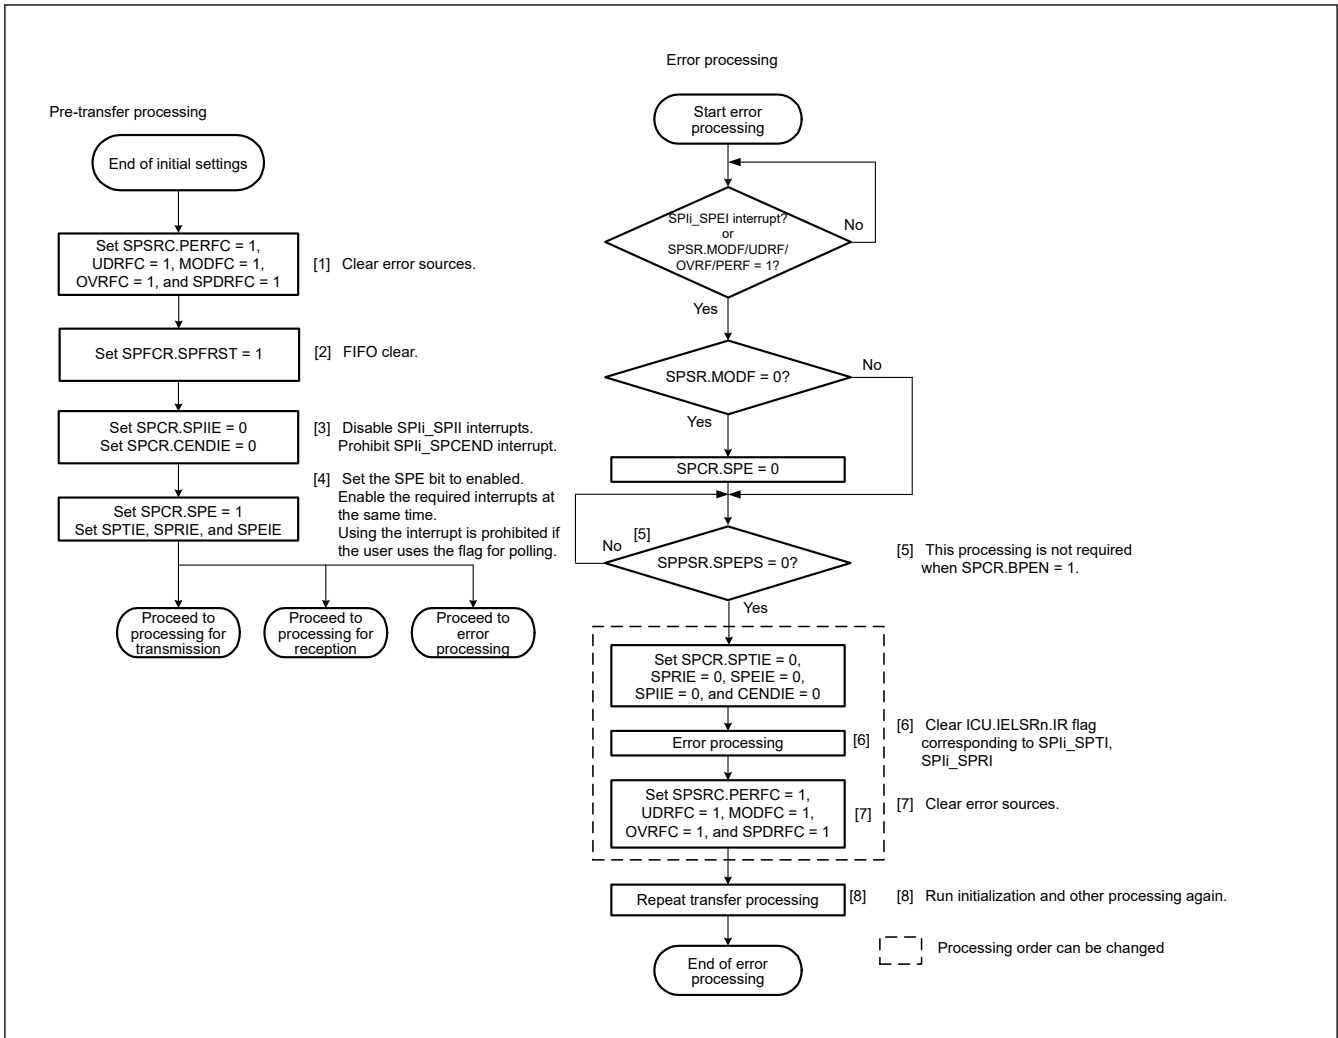 Pre-transfer processing
End of initial settings
Set SPSRC.PERFC = 1,
UDRFC = 1, MODFC = 1,
OVRFC = 1, and SPDRFC = 1
[1] Clear error sources.
Set SPFCR.SPFRST = 1
[2] FIFO clear.
Set SPCR.SPIIE = 0
Set SPCR.CENDIE = 0
[3] Disable SPIi_SPII interrupts.
Prohibit SPIi_SPCEND interrupt.
Set SPCR.SPE = 1
Set SPTIE, SPRIE, and SPEIE
[4] Set the SPE bit to enabled.
Enable the required interrupts at
the same time.
Using the interrupt is prohibited if
the user uses the flag for polling.
Proceed to
processing for
transmission
Proceed to
processing for
reception
Proceed to
error
processing
Error processing
Start error
processing
SPIi_SPEI interrupt?
or
SPSR.MODF/UDRF/
OVRF/PERF = 1?
No
Yes
SPSR.MODF = 0?
No
Yes
SPCR.SPE = 0
[5]
No
SPPSR.SPEPS = 0?
Yes
[5] This processing is not required
when SPCR.BPEN = 1.
Set SPCR.SPTIE = 0,
SPRIE = 0, SPEIE = 0,
SPIIE = 0, and CENDIE = 0
Error processing
[6]
[6] Clear ICU.IELSRn.IR flag
corresponding to SPIi_SPTI,
SPIi_SPRI
Set SPSRC.PERFC = 1,
UDRFC = 1, MODFC = 1,
OVRFC = 1, and SPDRFC = 1
[7]
[7] Clear error sources.
Repeat transfer processing
[8]
[8] Run initialization and other processing again.
Processing order can be changed
End of error
processing